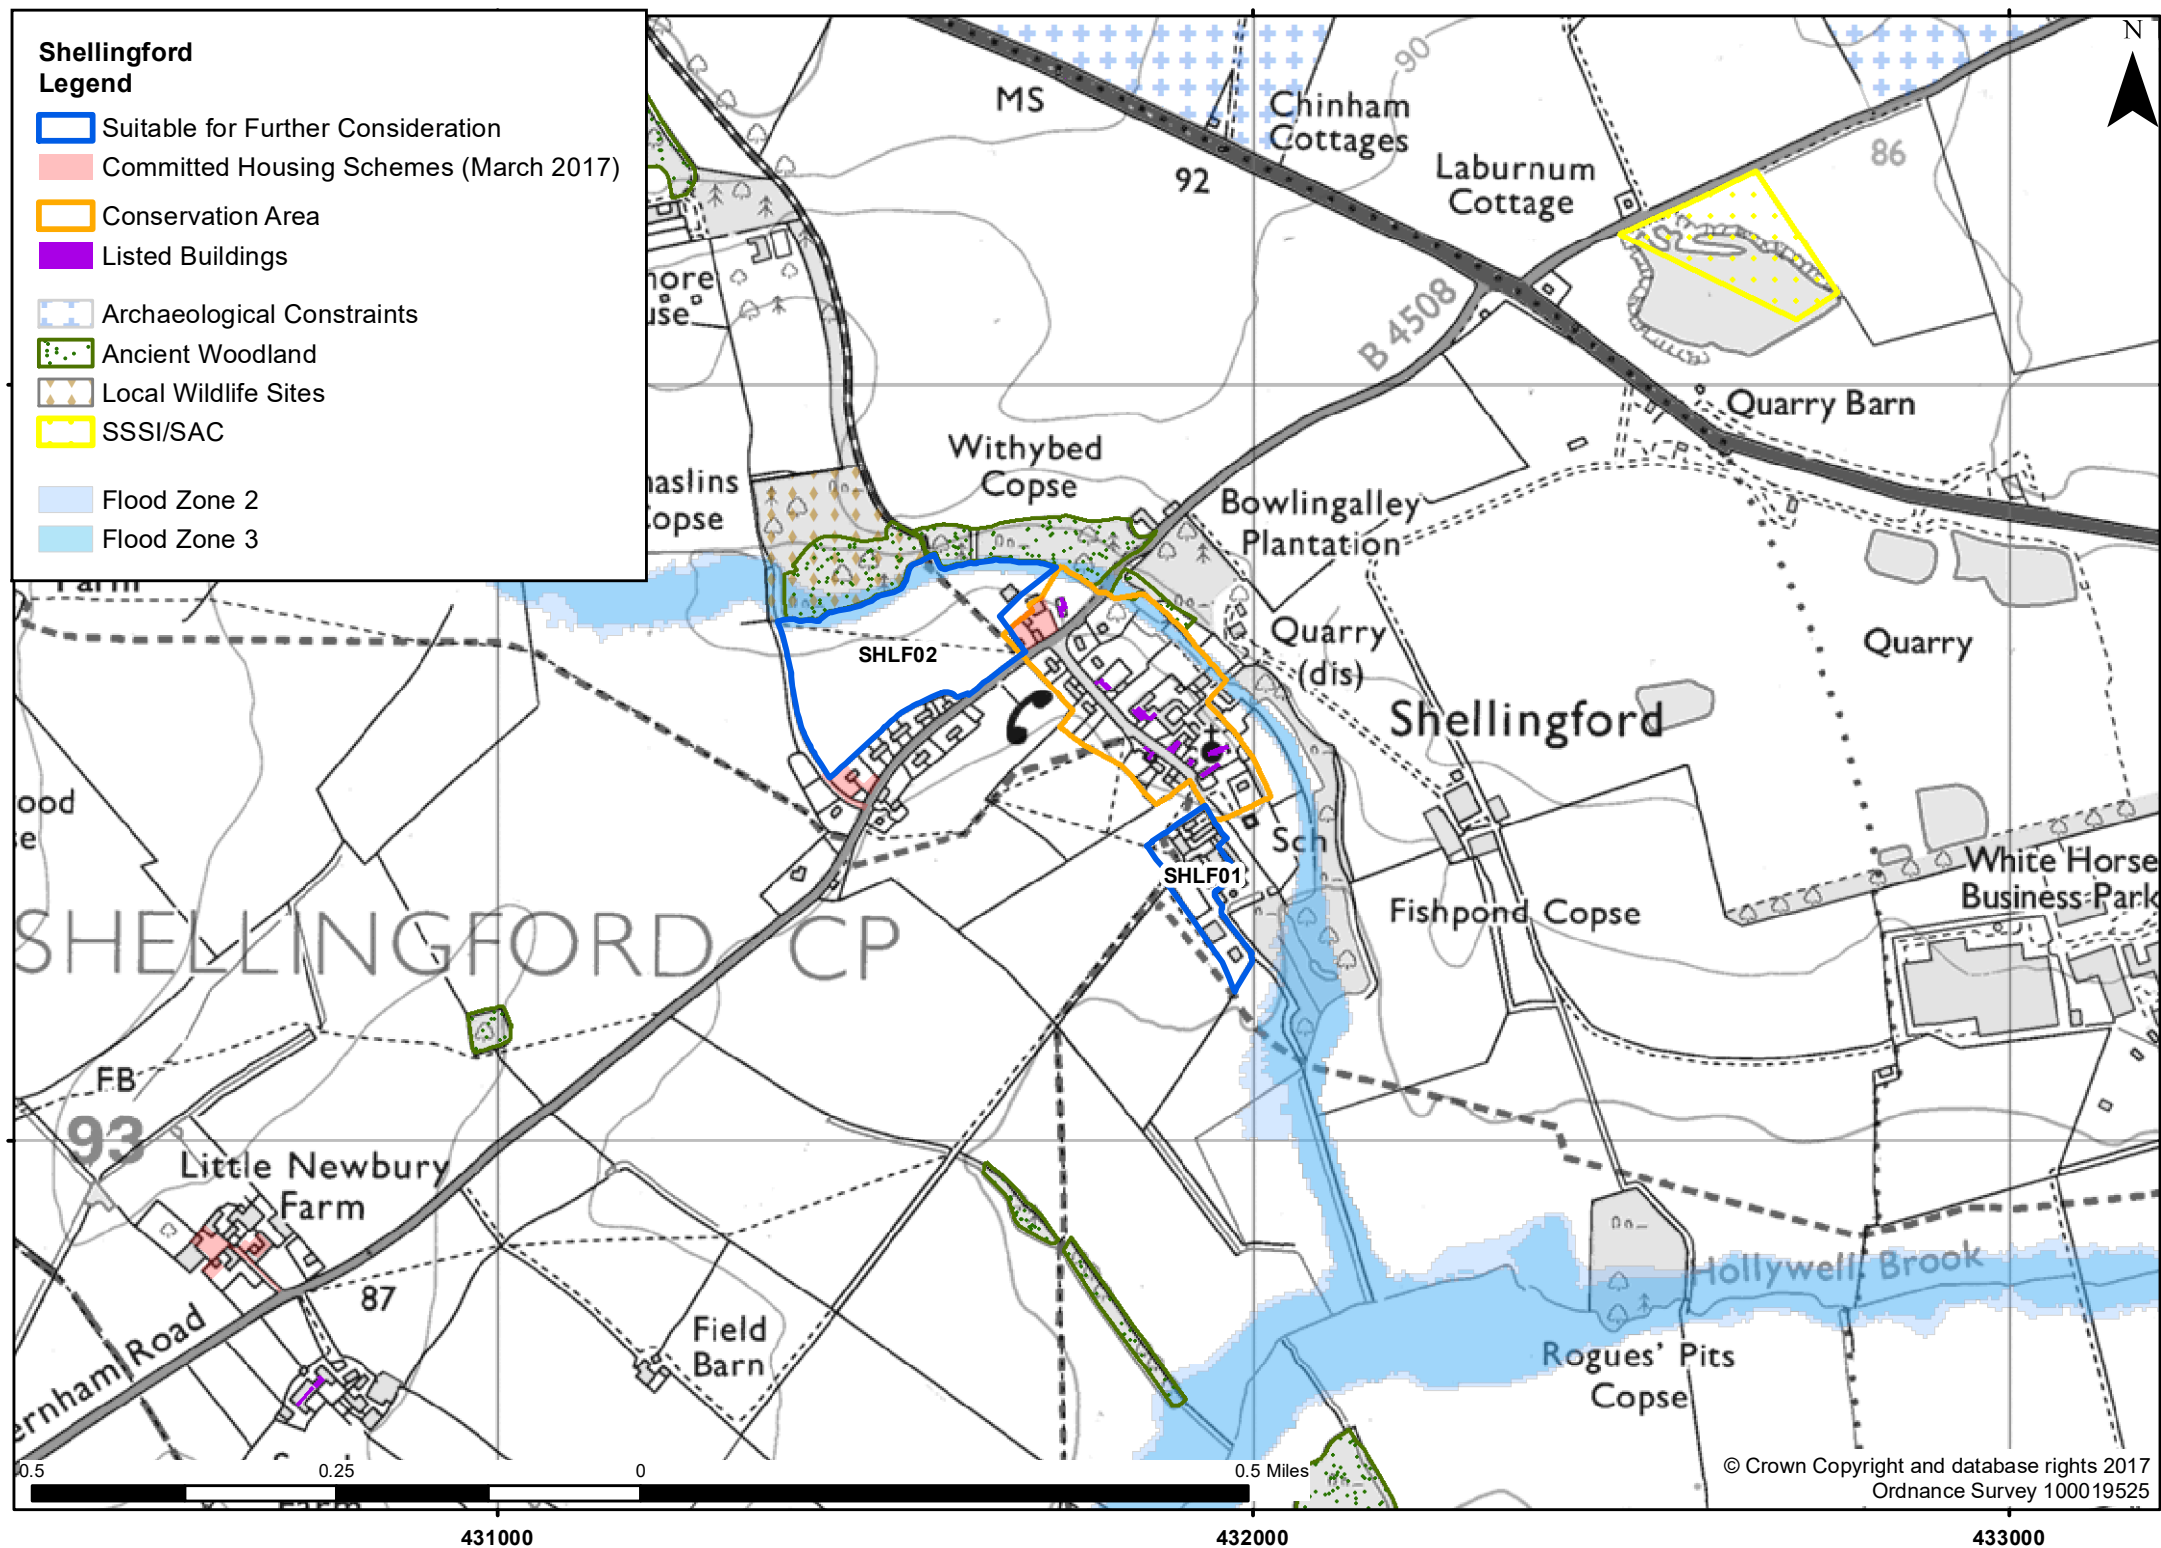 Shellingford
Legend
Suitable for Further Consideration
Committed Housing Schemes (March 2017)
Conservation Area
Listed Buildings
Archaeological Constraints
Ancient Woodland
Local Wildlife Sites
SSSI/SAC
Flood Zone 2
Flood Zone 3
N
MS
90
Chinham
Cottages
92
Laburnum
Cottage
86
B 4508
Quarry Barn
Withybed
Copse
Bowlingalley
Plantation
Quarry
(dis)
Quarry
SHLF02
Shellingford
Sch
SHLF01
White Horse
Business Park
Fishpond Copse
SHELLINGFORD CP
FB
93
Little Newbury
Farm
87
Field
Barn
Hollywell Brook
Rogues' Pits
Copse
0.5
0.25
0
0.5 Miles
© Crown Copyright and database rights 2017
Ordnance Survey 100019525
431000
432000
433000